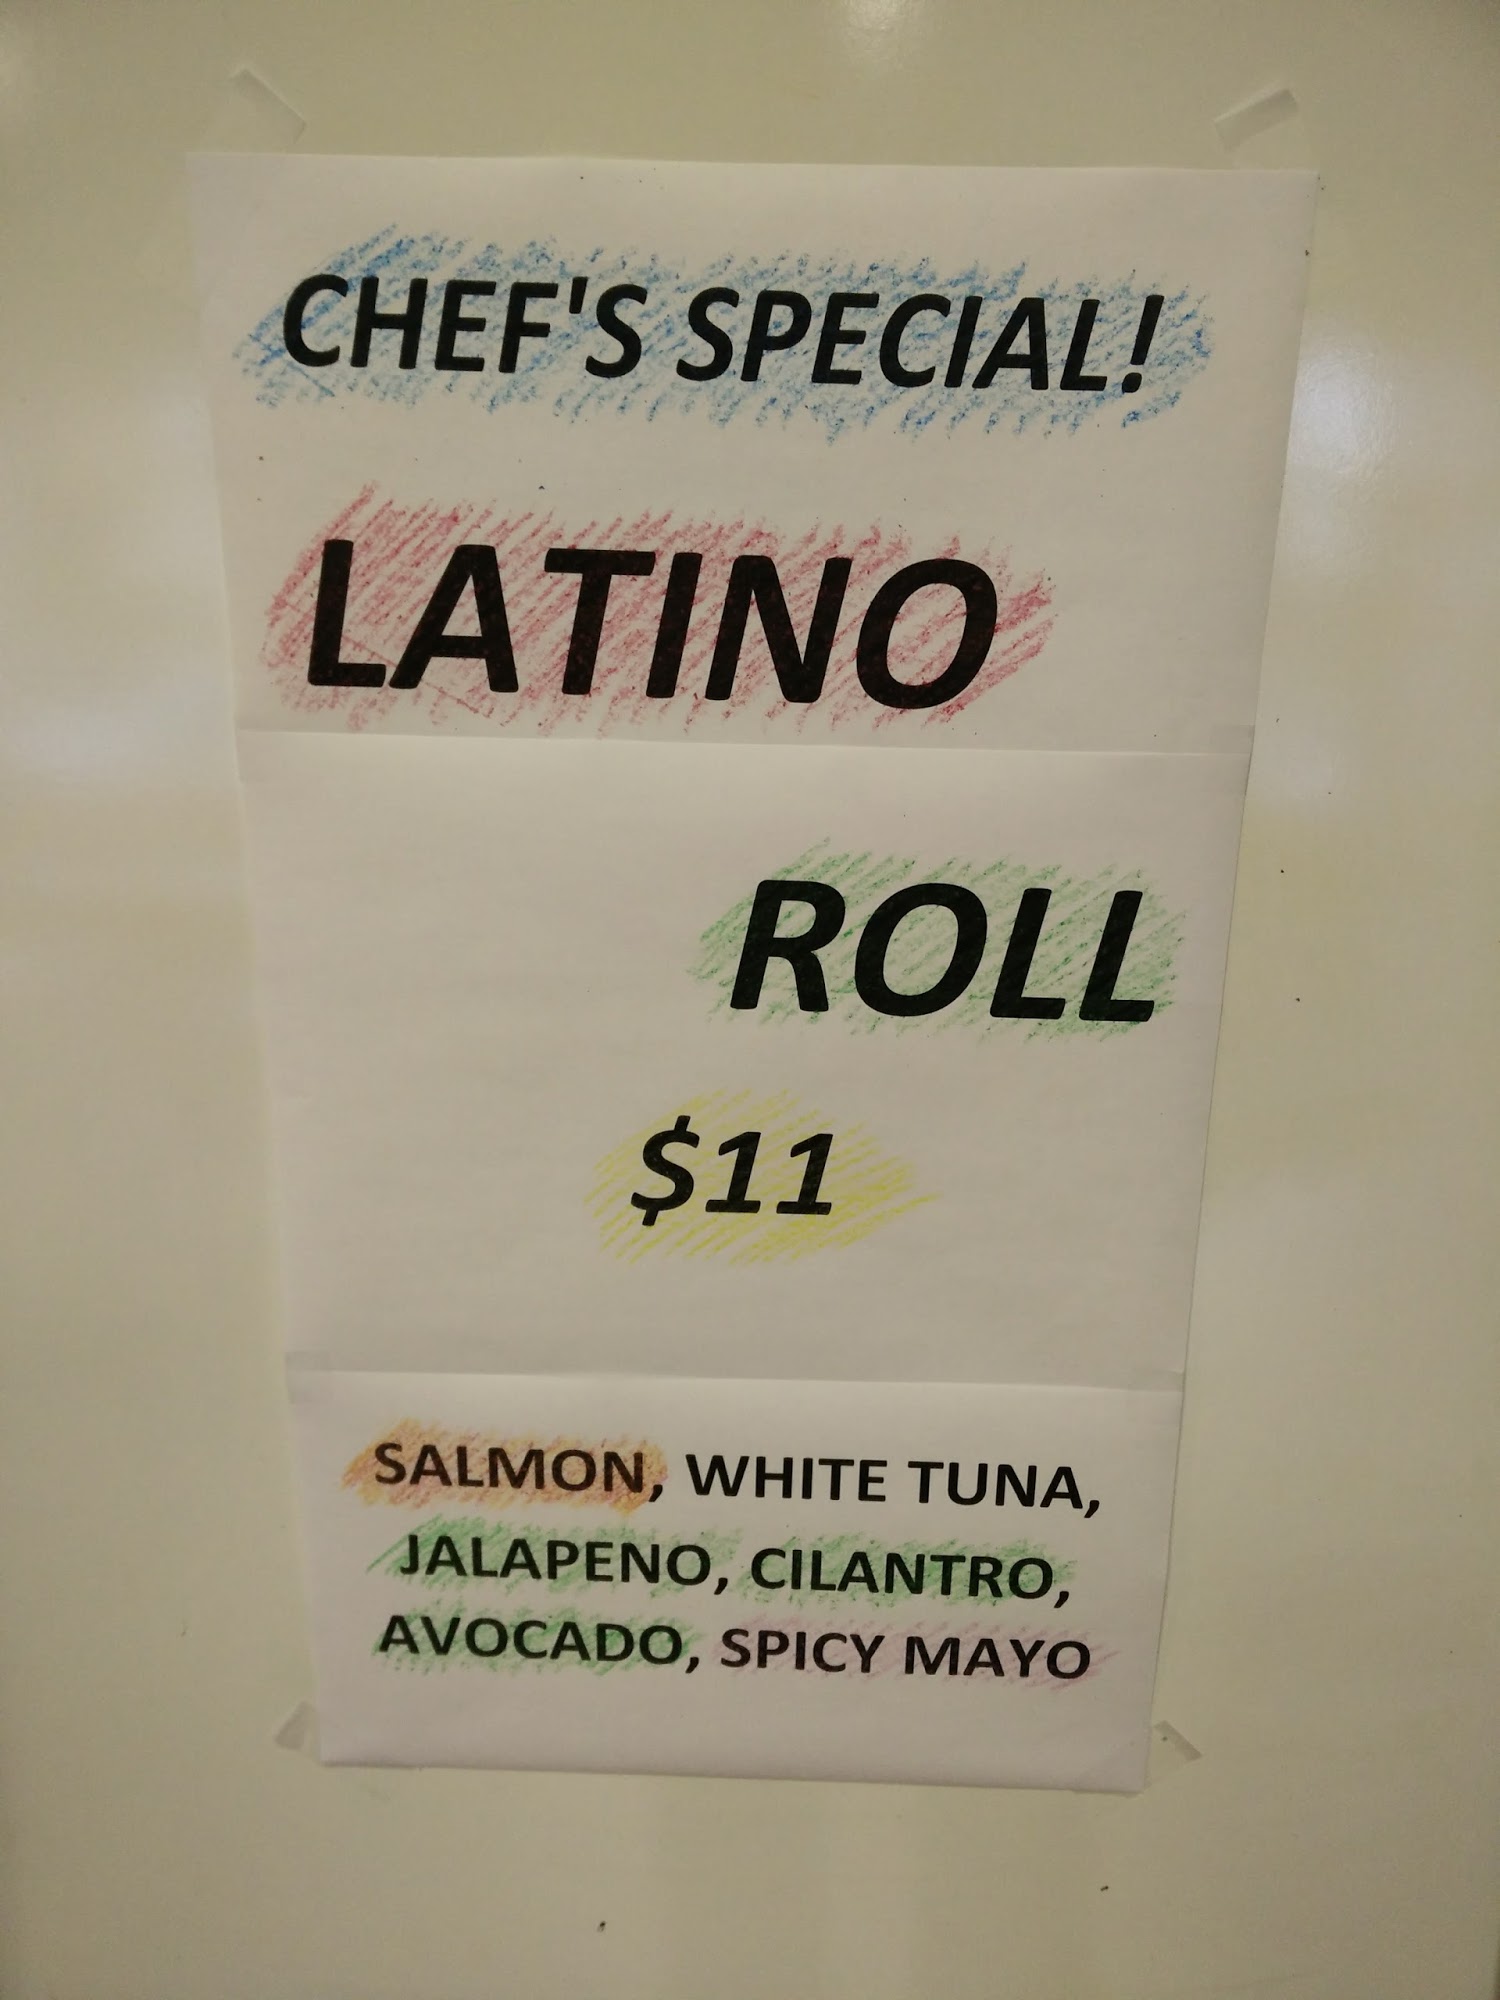 CHEF'S SPECIAL!
LATINO
ROLL
$11
SALMON, WHITE TUNA,
JALAPENO, CILANTRO,
AVOCADO, SPICY MAYO